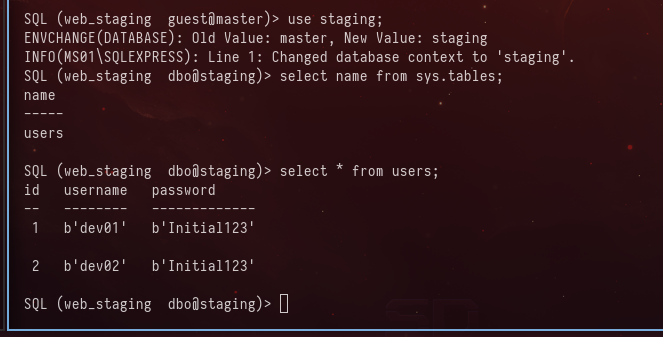 SQL (web_staging  guest@master)> use staging;
ENVCHANGE(DATABASE): Old Value: master, New Value: staging
INFO(MS01\SQLEXPRESS): Line 1: Changed database context to 'staging'.
SQL (web_staging  dbo@staging)> select name from sys.tables;
name
-----
users
SQL (web_staging  dbo@staging)> select * from users;
id   username   password
--   --------   -------------
1   b'dev01'   b'Initial123'
2   b'dev02'   b'Initial123'
SQL (web_staging  dbo@staging)>